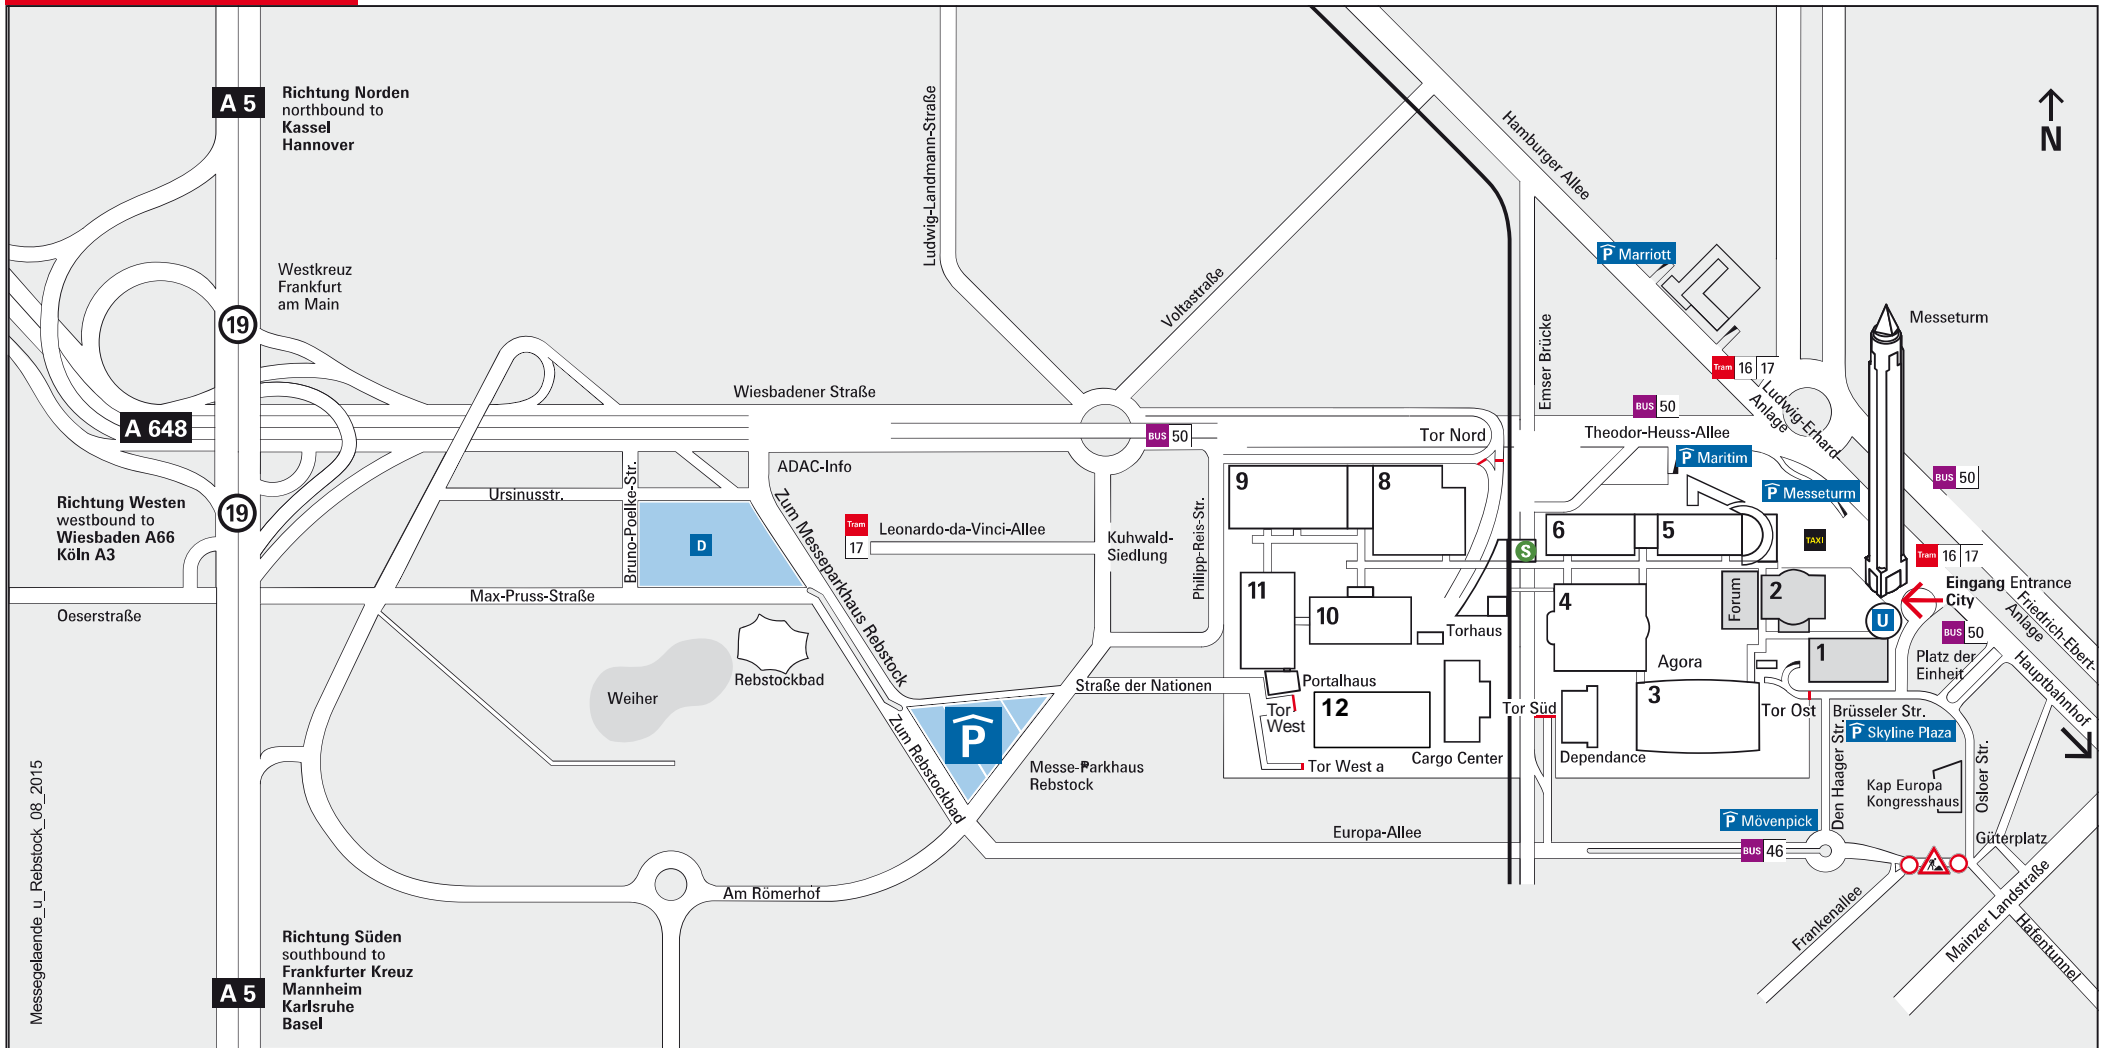 A 5
Richtung Norden
northbound to
Kassel
Hannover
N
Ludwig-Landmann-Straße
Hamburger Allee
Westkreuz
Frankfurt
am Main
19
Voltastraße
P Marriott
Emser Brücke
Messeturm
Tram 16 17
Wiesbadener Straße
BUS 50
Ludwig-Erhard
Anlage
A 648
BUS 50
Tor Nord
Theodor-Heuss-Allee
P Maritim
ADAC-Info
Richtung Westen
westbound to
Wiesbaden A66
Köln A3
19
Ursinusstr.
Bruno-Poelke-Str.
Zum Messeparkhaus Rebstock
D
Tram
17
Leonardo-da-Vinci-Allee
Kuhwald-
Siedlung
Philipp-Reis-Str.
9
8
P Messeturm
BUS 50
6
5
S
TAXI
Tram 16 17
Eingang Entrance
City
Friedrich-Ebert-
Anlage
Oeserstraße
Max-Pruss-Straße
11
10
Torhaus
4
Forum
2
U
BUS 50
Hauptbahnhof
1
Platz der
Einheit
Agora
Rebstockbad
Weiher
Straße der Nationen
Portalhaus
Tor
West
12
Tor Süd
3
Tor Ost
Brüsseler Str.
P Skyline Plaza
Zum Rebstockbad
P
Messe-Parkhaus
Rebstock
Tor West a
Cargo Center
Dependance
Den Haager Str.
Kap Europa
Kongresshaus
Osloer Str.
P Mövenpick
Europa-Allee
BUS 46
Güterplatz
Am Römerhof
Frankenallee
Mainzer Landstraße
Hafentunnel
A 5
Richtung Süden
southbound to
Frankfurter Kreuz
Mannheim
Karlsruhe
Basel
Messegelaende_u_Rebstock_08_2015